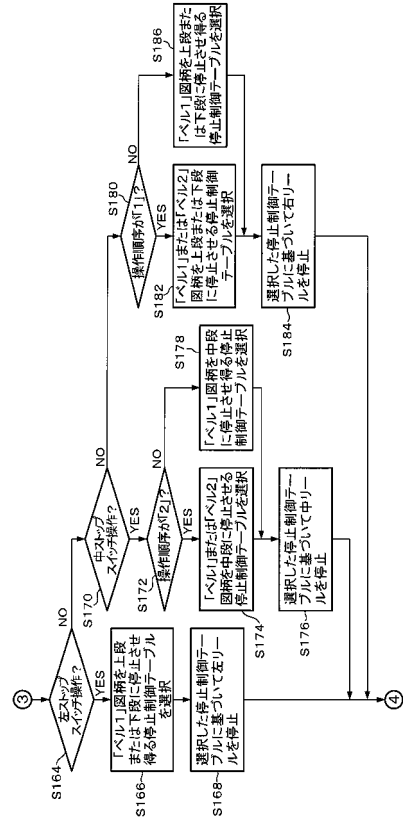 ③
左ストップ
スイッチ操作？
S164
YES
NO
「ベル1」図柄を上段
または下段に停止させ
得る停止制御テーブル
を選択
S166
選択した停止制御テー
ブルに基づいて左リー
ルを停止
S168
中ストップ
スイッチ操作？
S170
YES
NO
操作順序が「2」？
S172
YES
NO
「ベル1」または「ベル2」
図柄を中段に停止させる
停止制御テーブルを選択
S174
選択した停止制御テー
ブルに基づいて中リー
ルを停止
S176
「ベル1」図柄を中段
に停止させ得る停止
制御テーブルを選択
S178
操作順序が「1」？
S180
YES
NO
「ベル1」または「ベル2」
図柄を上段または下段
に停止させる停止制御
テーブルを選択
S182
選択した停止制御テー
ブルに基づいて右リー
ルを停止
S184
「ベル1」図柄を上段また
は下段に停止させ得る
停止制御テーブルを選択
S186
④